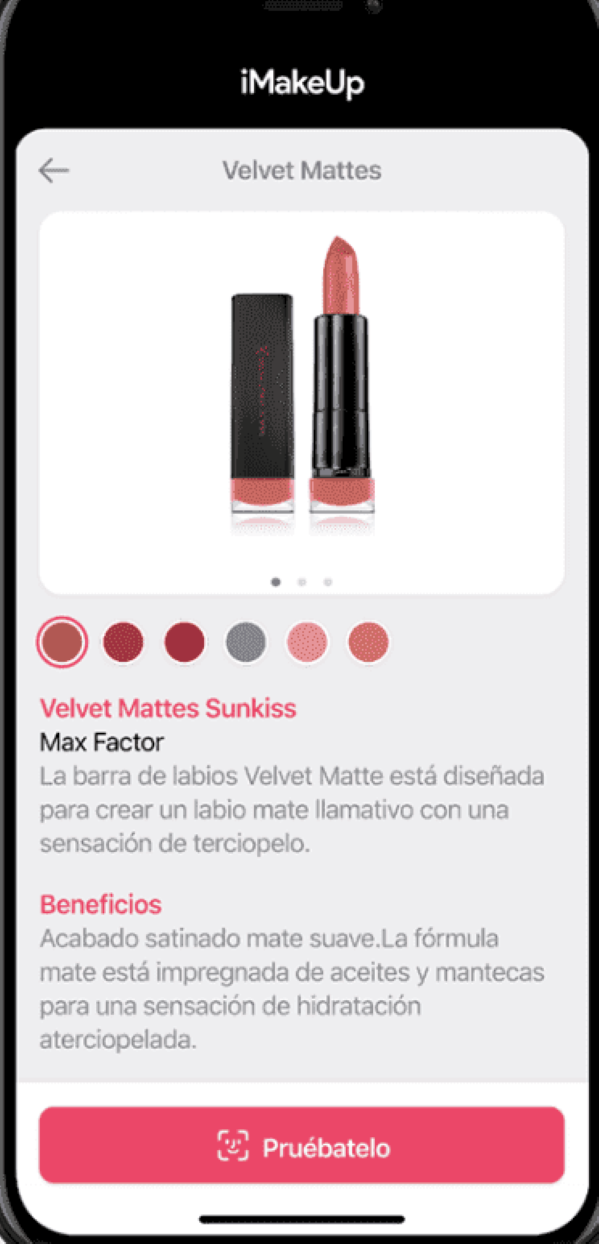 iMakeUp
Velvet Mattes
MAX FACTOR X
Velvet Mattes Sunkiss
Max Factor
La barra de labios Velvet Matte está diseñada
para crear un labio mate llamativo con una
sensación de terciopelo.
Beneficios
Acabado satinado mate suave.La fórmula
mate está impregnada de aceites y mantecas
para una sensación de hidratación
aterciopelada.
Pruébatelo